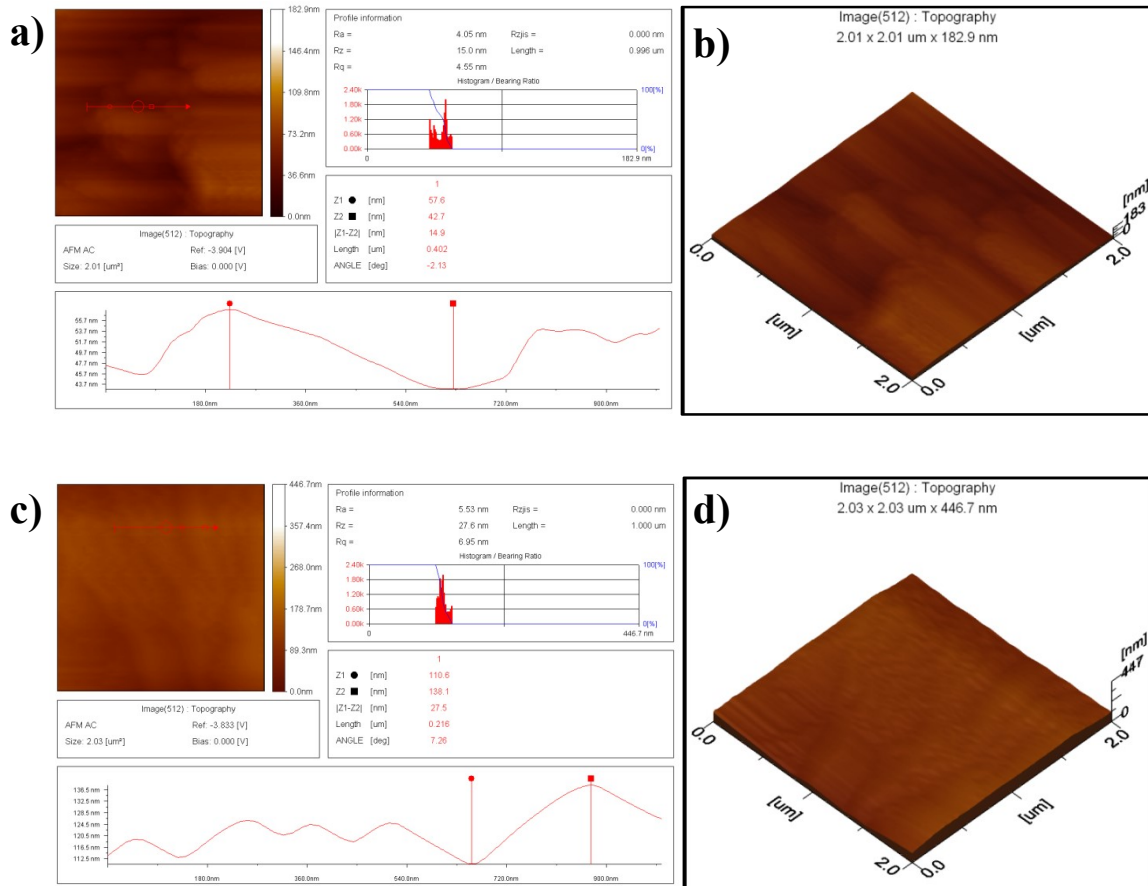 a)
182.9nm
146.4nm
109.8nm
73.2nm
36.6nm
0.0nm
Image(512) : Topography
AFM AC Ref: -3.904 [V]
Size: 2.01 [um²] Bias: 0.000 [V]
Profile information
Ra = 4.05 nm Rzjis = 0.000 nm
Rz = 15.0 nm Length = 0.996 um
Rq = 4.55 nm
Histogram / Bearing Ratio
2.40k 100[%]
1.80k
1.20k
0.60k
0.00k 0[%]
0 182.9 nm
1
Z1 [nm] 57.6
Z2 [nm] 42.7
|Z1-Z2| [nm] 14.9
Length [um] 0.402
ANGLE [deg] -2.13
56.7 nm
53.7 nm
51.7 nm
49.7 nm
47.7 nm
45.7 nm
43.7 nm
180.0nm 360.0nm 540.0nm 720.0nm 900.0nm
b)
Image(512) : Topography
2.01 x 2.01 um x 182.9 nm
[nm]
183
0
0.0
2.0
[um]
[um]
2.0
0.0
c)
446.7nm
357.4nm
268.0nm
178.7nm
89.3nm
0.0nm
Image(512) : Topography
AFM AC Ref: -3.833 [V]
Size: 2.03 [um²] Bias: 0.000 [V]
Profile information
Ra = 5.53 nm Rzjis = 0.000 nm
Rz = 27.6 nm Length = 1.000 um
Rq = 6.95 nm
Histogram / Bearing Ratio
2.40k 100[%]
1.80k
1.20k
0.60k
0.00k 0[%]
0 446.7 nm
1
Z1 [nm] 110.6
Z2 [nm] 138.1
|Z1-Z2| [nm] 27.5
Length [um] 0.216
ANGLE [deg] 7.26
136.5 nm
132.5 nm
128.5 nm
124.5 nm
120.5 nm
116.5 nm
112.5 nm
180.0nm 360.0nm 540.0nm 720.0nm 900.0nm
d)
Image(512) : Topography
2.03 x 2.03 um x 446.7 nm
[nm]
447
0
0.0
2.0
[um]
[um]
2.0
0.0